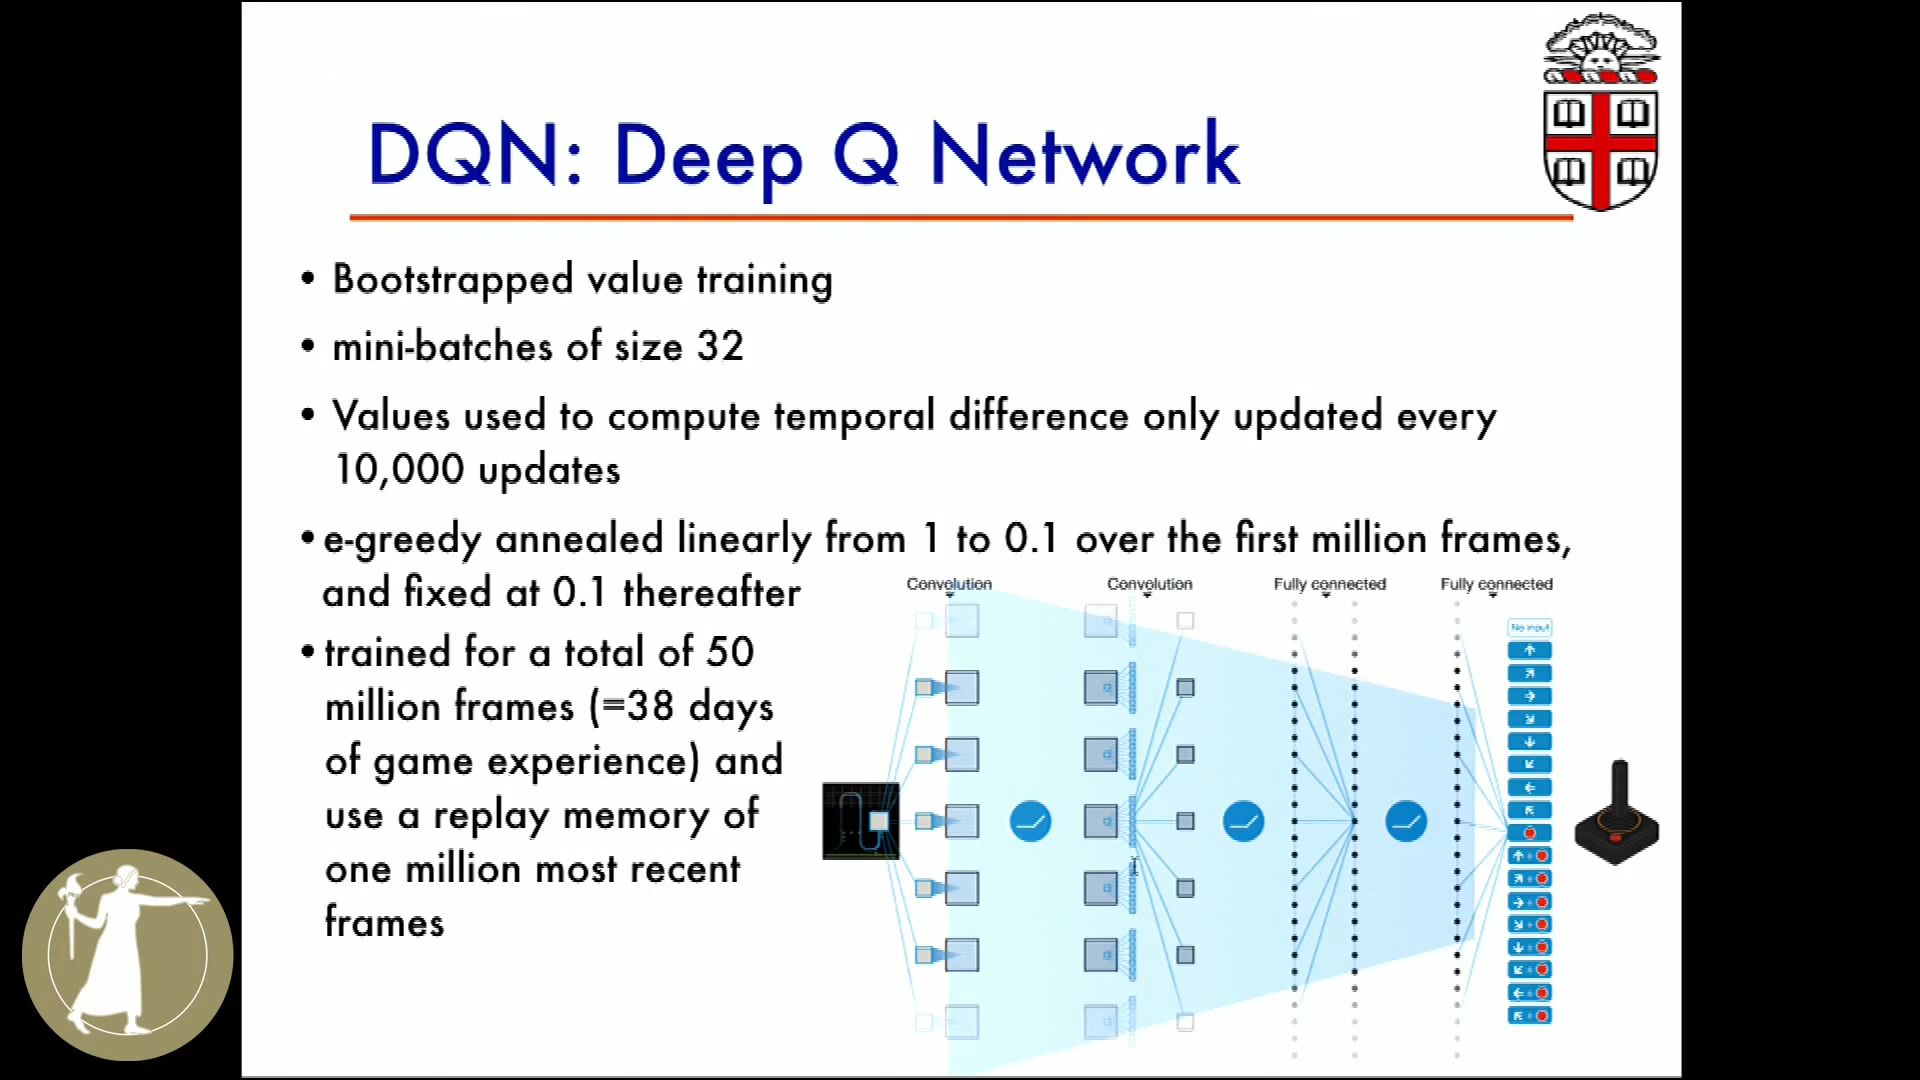 DQN: Deep Q Network
• Bootstrapped value training
• mini-batches of size 32
• Values used to compute temporal difference only updated every
10,000 updates
• e-greedy annealed linearly from 1 to 0.1 over the first million frames,
and fixed at 0.1 thereafter
• trained for a total of 50
million frames (=38 days
of game experience) and
use a replay memory of
one million most recent
frames
Convolution
Convolution
Fully connected
Fully connected
No input